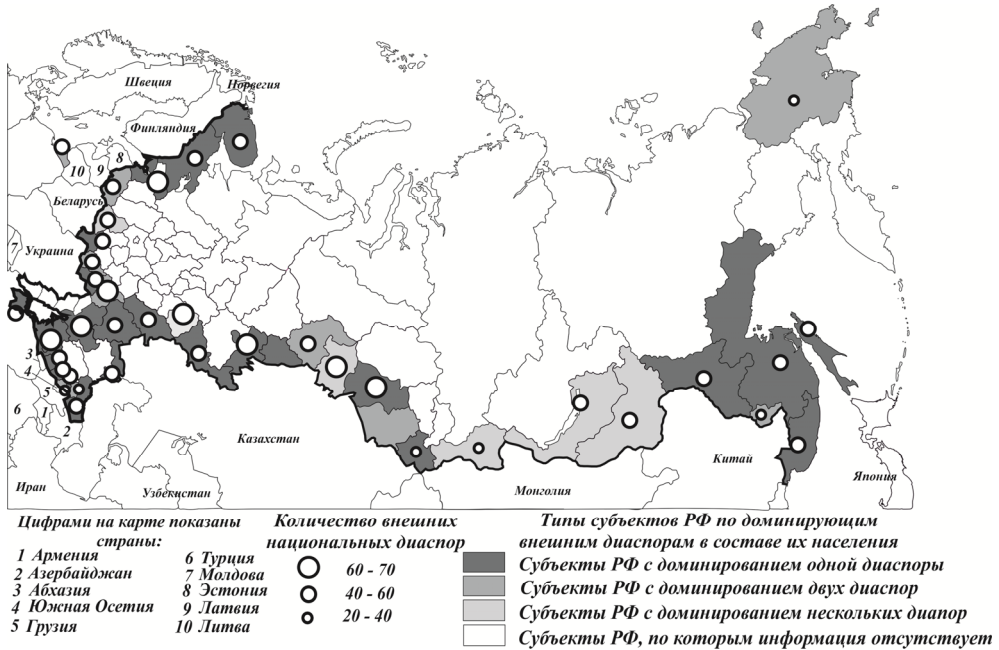 Швеция
Норвегия
Финляндия
8
10
9
Беларусь
7
Украина
3
4
5
6
1
2
Казахстан
Китай
Иран
Узбекистан
Монголия
Япония
Цифрами на карте показаны
страны:
1 Армения
2 Азербайджан
3 Абхазия
4 Южная Осетия
5 Грузия
6 Турция
7 Молдова
8 Эстония
9 Латвия
10 Литва
Количество внешних
национальных диаспор
60 - 70
40 - 60
20 - 40
Типы субъектов РФ по доминирующим
внешним диаспорам в составе их населения
Субъекты РФ с доминированием одной диаспоры
Субъекты РФ с доминированием двух диаспор
Субъекты РФ с доминированием нескольких диапор
Субъекты РФ, по которым информация отсутствует